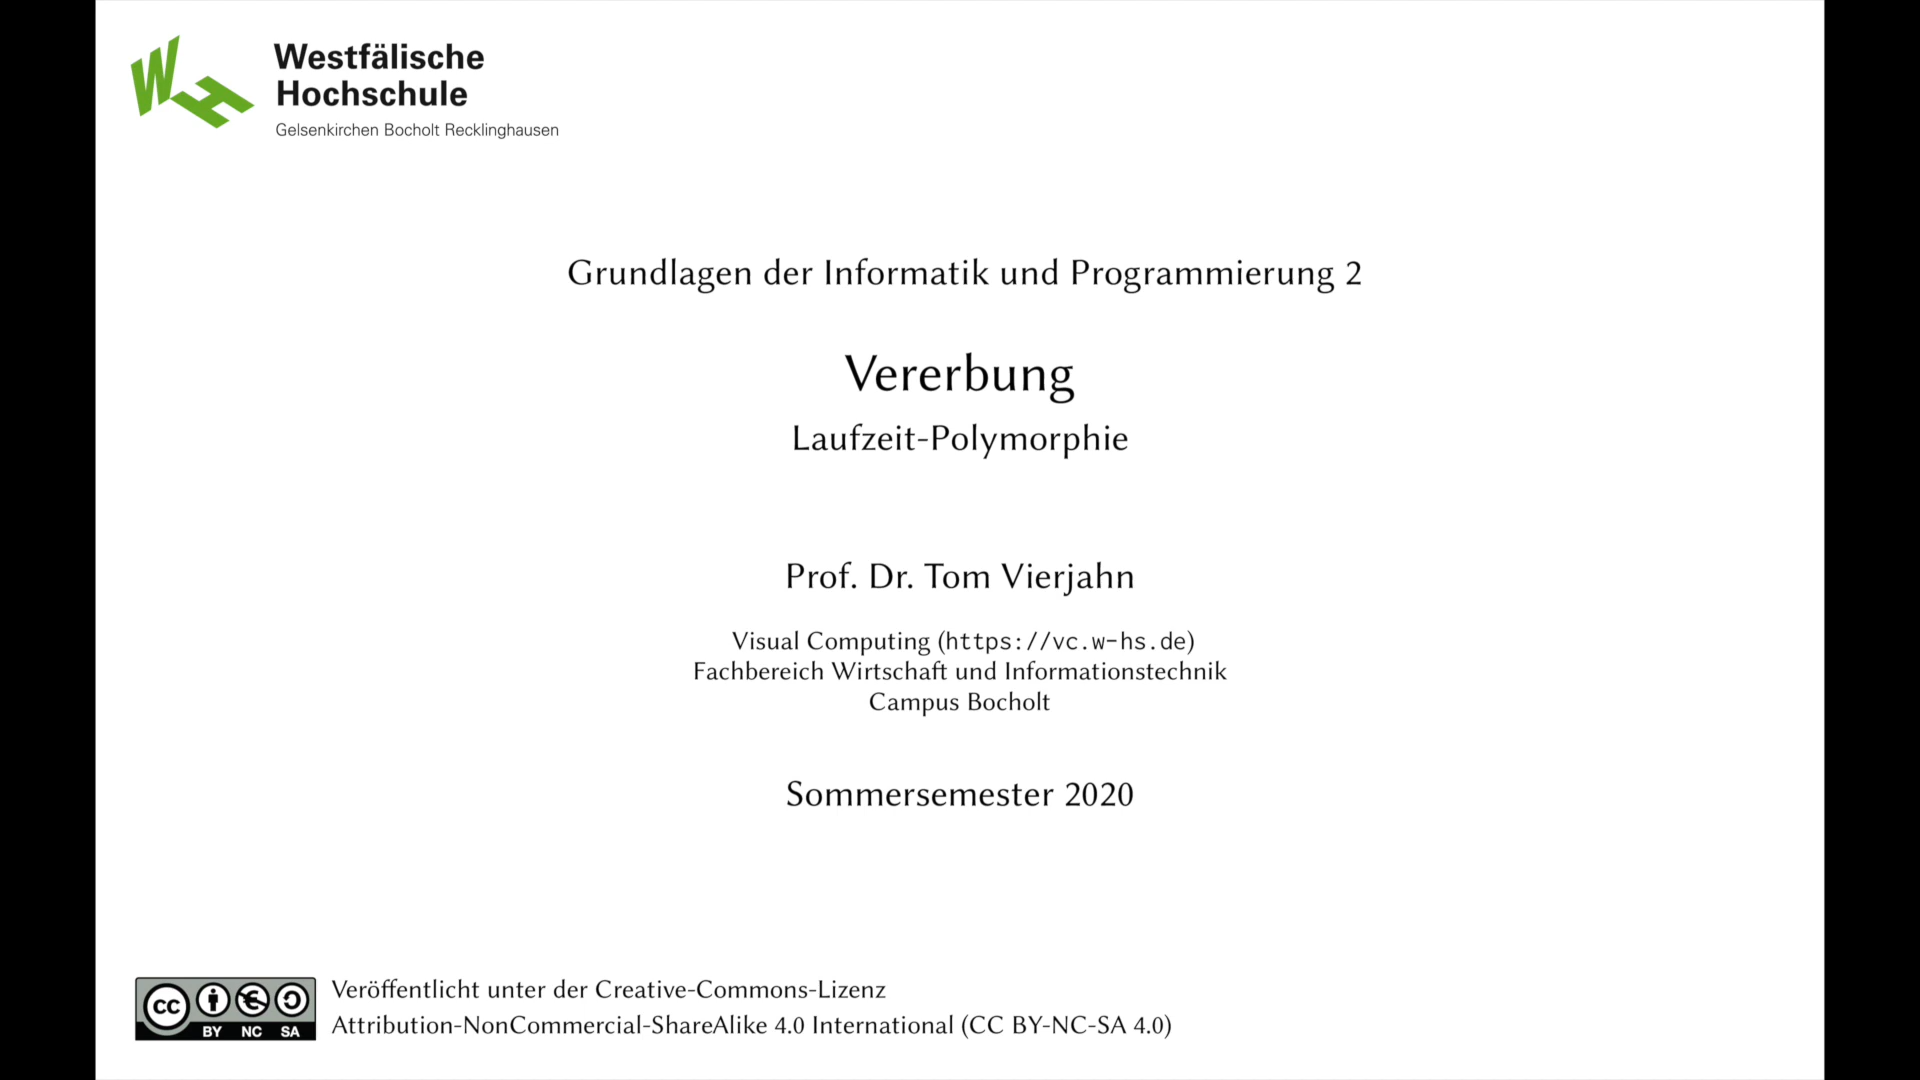 Westfälische
Hochschule
Gelsenkirchen Bocholt Recklinghausen
Grundlagen der Informatik und Programmierung 2
Vererbung
Laufzeit-Polymorphie
Prof. Dr. Tom Vierjahn
Visual Computing (https://vc.w-hs.de)
Fachbereich Wirtschaft und Informationstechnik
Campus Bocholt
Sommersemester 2020
Veröffentlicht unter der Creative-Commons-Lizenz
Attribution-NonCommercial-ShareAlike 4.0 International (CC BY-NC-SA 4.0)
WH
cc
BY NC SA